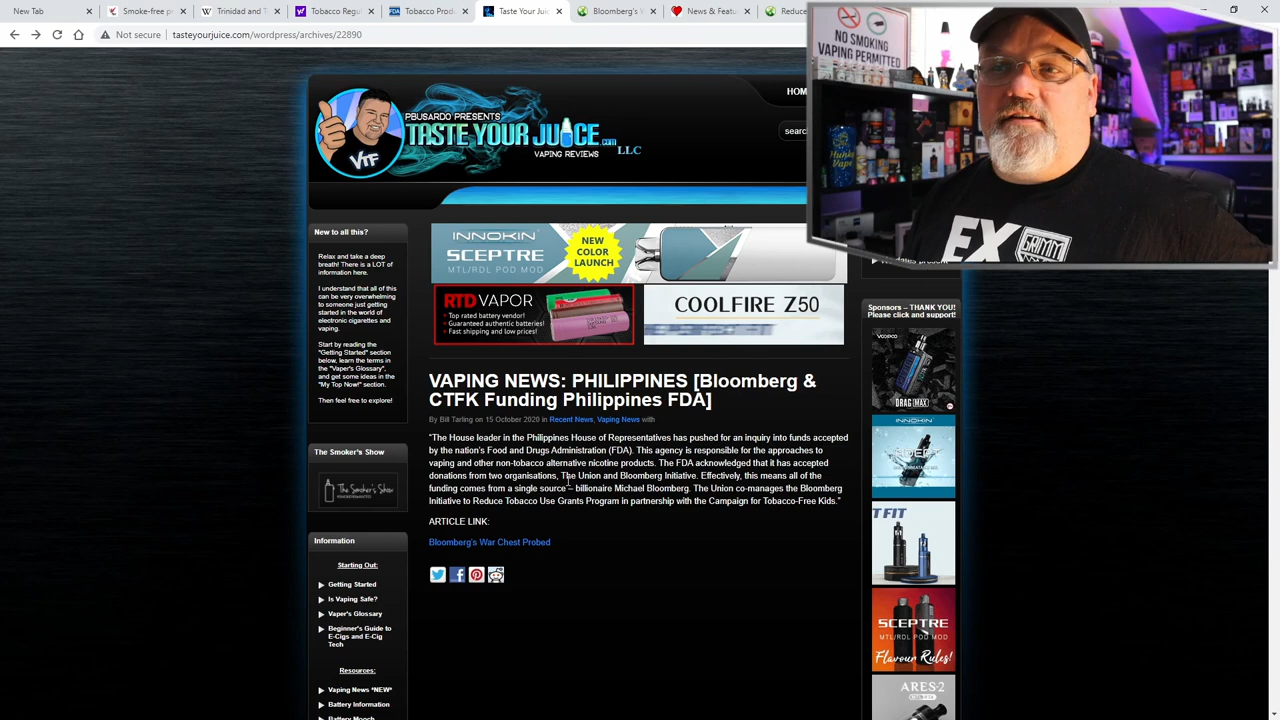 New Tab
Smoke-free pr
Trinidad and T
Tobacco Regu
Tobacco Produ
Taste Your Juic
Bloomberg's V
News & Featu
Reduce
Not secure
tasteyourjuice.com/wordpress/archives/22890
NO SMOKING
VAPING PERMITTED
EX
GRIMM
PBUSARDO PRESENTS
TASTE YOUR JUICE.com
LLC
VAPING REVIEWS
VTF
HOM
searc
New to all this?
Relax and take a deep
breath! There is a LOT of
information here.
I understand that all of this
can be very overwhelming
to someone just getting
started in the world of
electronic cigarettes and
vaping.
Start by reading the
"Getting Started" section
below, learn the terms in
the "Vaper's Glossary",
and get some ideas in the
"My Top Now!" section.
Then feel free to explore!
The Smoker's Show
The Smoker's Show
Information
Starting Out:
Getting Started
Is Vaping Safe?
Vaper's Glossary
Beginner's Guide to
E-Cigs and E-Cig
Tech
Resources:
Vaping News *NEW*
Battery Information
Battery Mooch
INNOKIN
SCEPTRE
MTL/RDL POD MOD
NEW
COLOR
LAUNCH
RTD VAPOR
Top rated battery vendor!
Guaranteed authentic batteries!
Fast shipping and low prices!
COOLFIRE Z50
VAPING NEWS: PHILIPPINES [Bloomberg &
CTFK Funding Philippines FDA]
By Bill Tarling on 15 October 2020 in Recent News, Vaping News with
"The House leader in the Philippines House of Representatives has pushed for an inquiry into funds accepted
by the nation's Food and Drugs Administration (FDA). This agency is responsible for the approaches to
vaping and other non-tobacco alternative nicotine products. The FDA acknowledged that it has accepted
donations from two organisations, The Union and Bloomberg Initiative. Effectively, this means all of the
funding comes from a single source – billionaire Michael Bloomberg. The Union co-manages the Bloomberg
Initiative to Reduce Tobacco Use Grants Program in partnership with the Campaign for Tobacco-Free Kids."
ARTICLE LINK:
Bloomberg's War Chest Probed
Sponsors – THANK YOU!
Please click and support!
VOOPOO
DRAG MAX
INNOKIN
T FIT
SCEPTRE
MTL/RDL POD MOD
Flavour Rules!
ARES-2